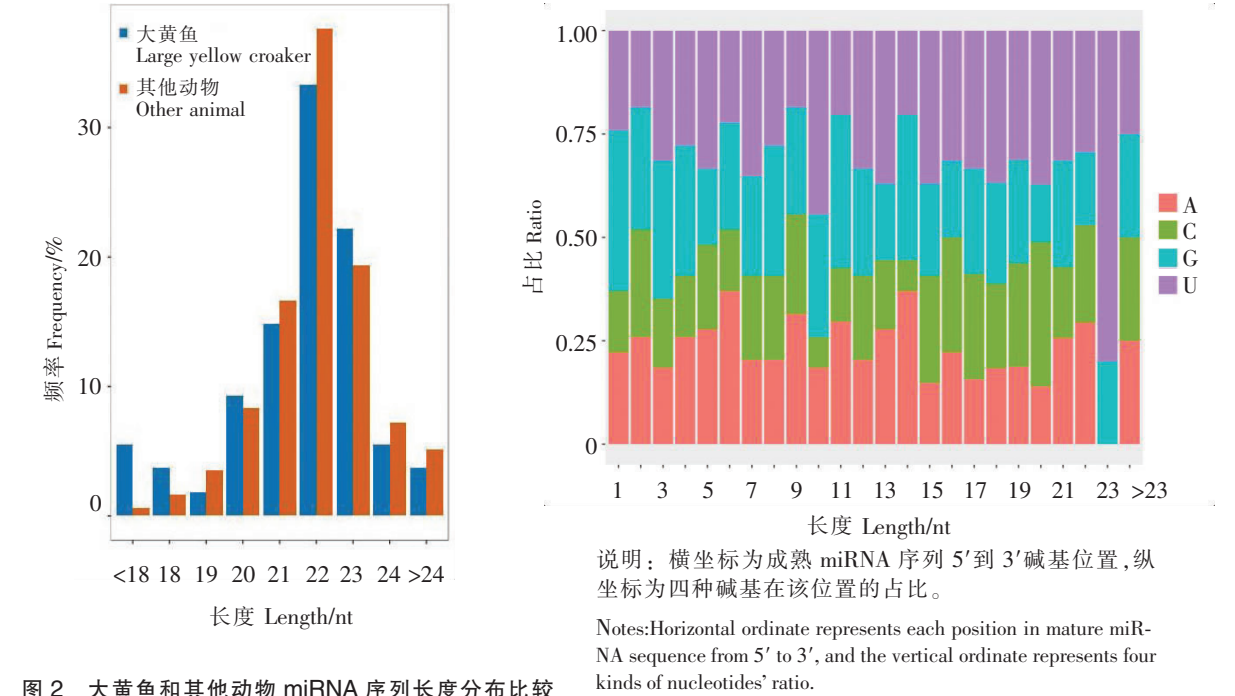 大黄鱼
Large yellow croaker
其他动物
Other animal
频率 Frequency/%
30
20
10
0
<18 18 19 20 21 22 23 24 >24
长度 Length/nt
图 2 大黄鱼和其他动物 miRNA 序列长度分布比较
占比 Ratio
1.00
0.75
0.50
0.25
0
A
C
G
U
1 3 5 7 9 11 13 15 17 19 21 23 >23
长度 Length/nt
说明：横坐标为成熟 miRNA 序列 5′到 3′碱基位置,纵
坐标为四种碱基在该位置的占比。
Notes:Horizontal ordinate represents each position in mature miR-
NA sequence from 5′ to 3′, and the vertical ordinate represents four
kinds of nucleotides’ ratio.